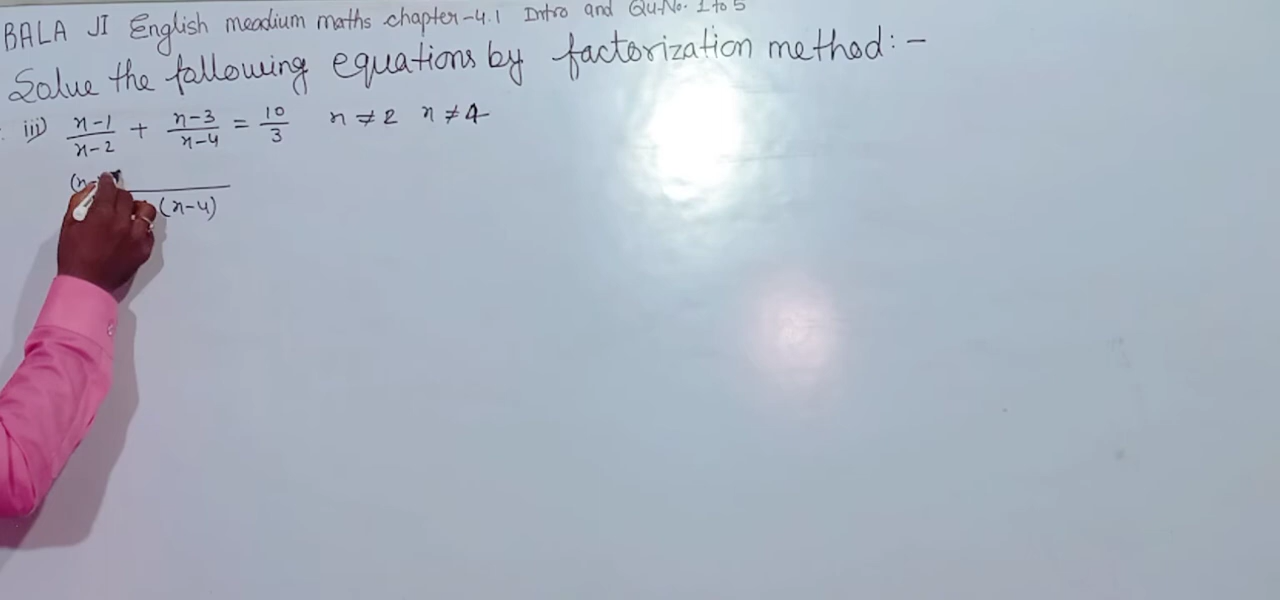 BALA JI English meadium maths chapter-4.1 Intro and Qu.No. 1 to 5
Solve the following equations by factorization method:-
iii) x-1/x-2 + x-3/x-4 = 10/3 x≠2 x≠4
(x-
(x-4)